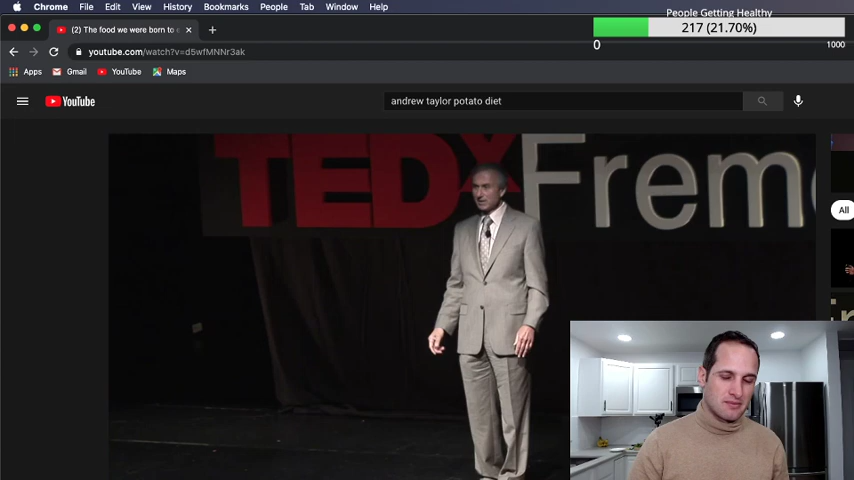 Chrome File Edit View History Bookmarks People Tab Window Help
People Getting Healthy
217 (21.70%)
0 1000
(2) The food we were born to e
youtube.com/watch?v=d5wfMNNr3ak
Apps Gmail YouTube Maps
YouTube
andrew taylor potato diet
TEDx Frem
All